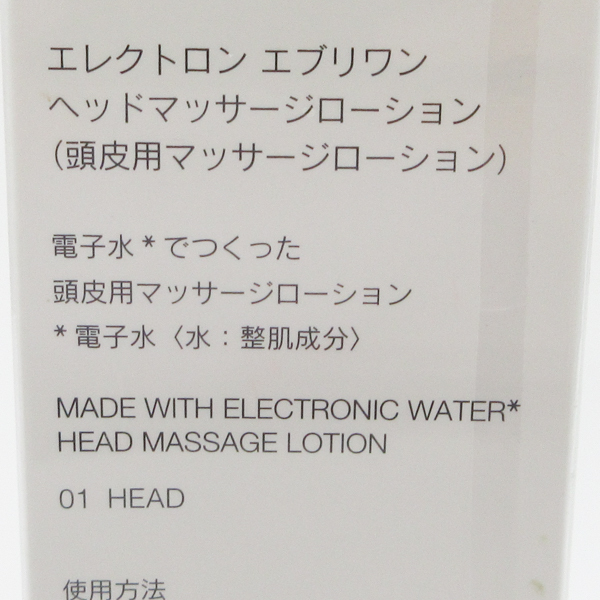 エレクトロン エブリワン
ヘッドマッサージローション
（頭皮用マッサージローション）
電子水*でつくった
頭皮用マッサージローション
*電子水〈水：整肌成分〉
MADE WITH ELECTRONIC WATER*
HEAD MASSAGE LOTION
01 HEAD
使用方法